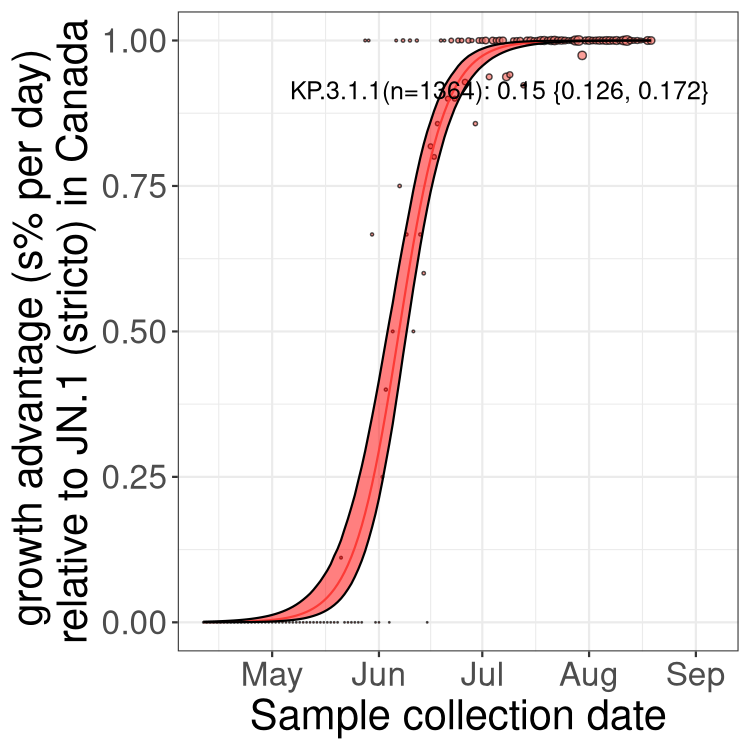 growth advantage (s% per day)
relative to JN.1 (stricto) in Canada
1.00
0.75
0.50
0.25
0.00
KP.3.1.1(n=1364): 0.15 {0.126, 0.172}
May Jun Jul Aug Sep
Sample collection date